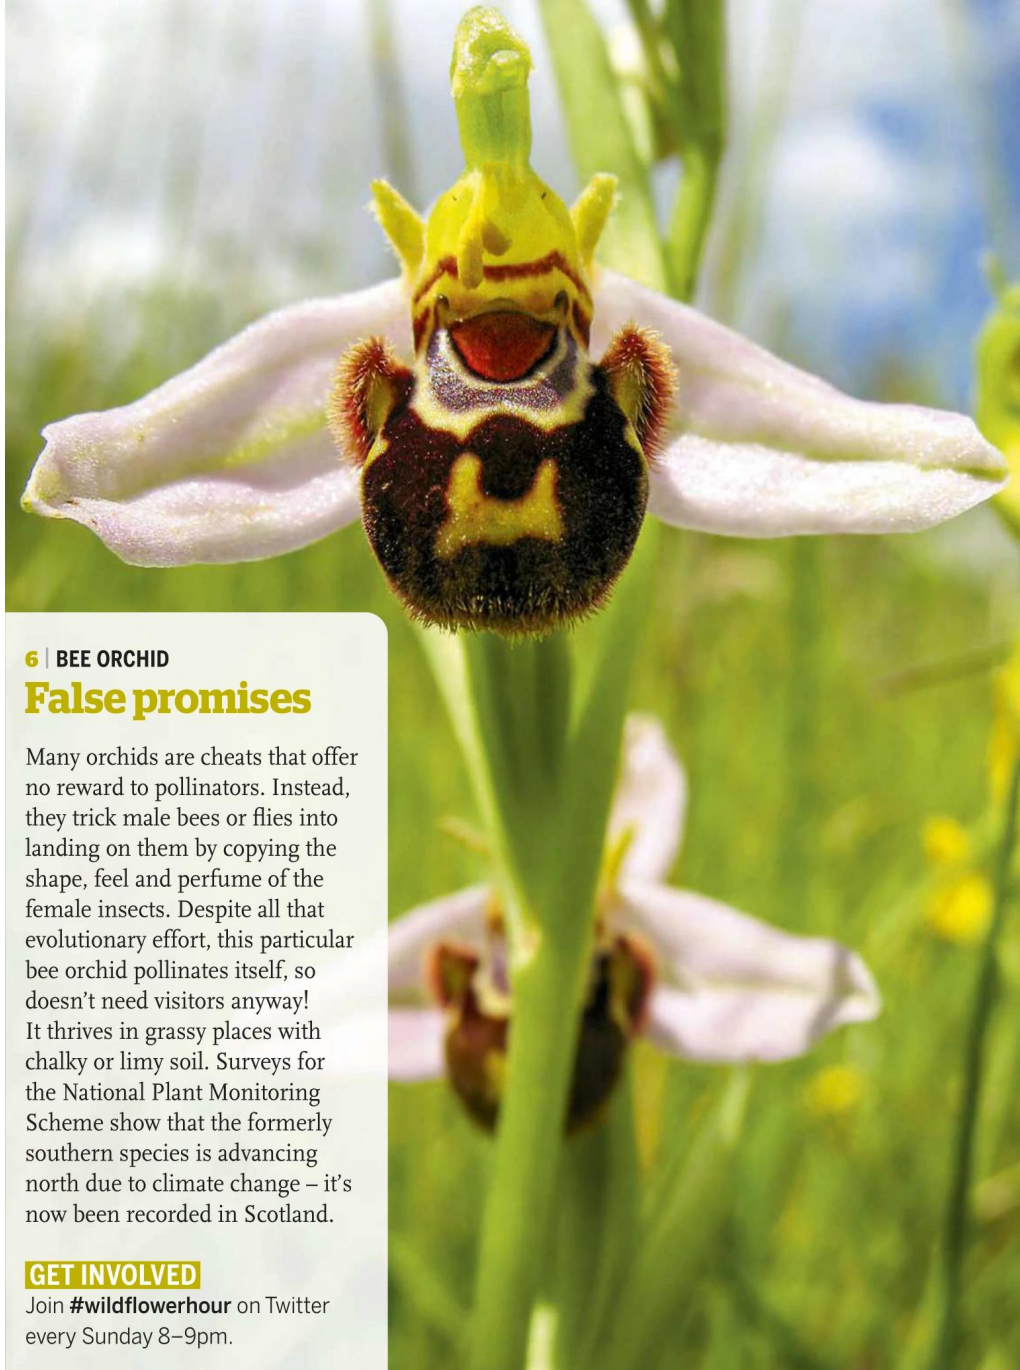 6 | BEE ORCHID
False promises
Many orchids are cheats that offer
no reward to pollinators. Instead,
they trick male bees or flies into
landing on them by copying the
shape, feel and perfume of the
female insects. Despite all that
evolutionary effort, this particular
bee orchid pollinates itself, so
doesn't need visitors anyway!
It thrives in grassy places with
chalky or limy soil. Surveys for
the National Plant Monitoring
Scheme show that the formerly
southern species is advancing
north due to climate change – it's
now been recorded in Scotland.
GET INVOLVED
Join #wildflowerhour on Twitter
every Sunday 8–9pm.